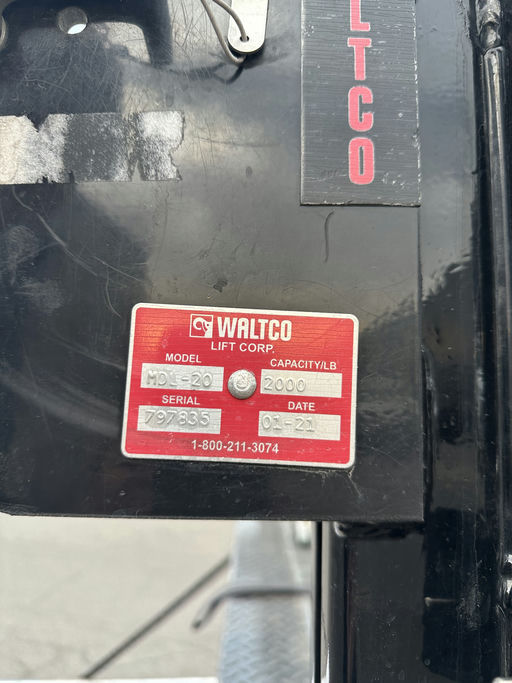 LTCO
WALTCO
LIFT CORP.
MODEL CAPACITY/LB
MDL-20 2000
SERIAL DATE
797835 01-21
1-800-211-3074